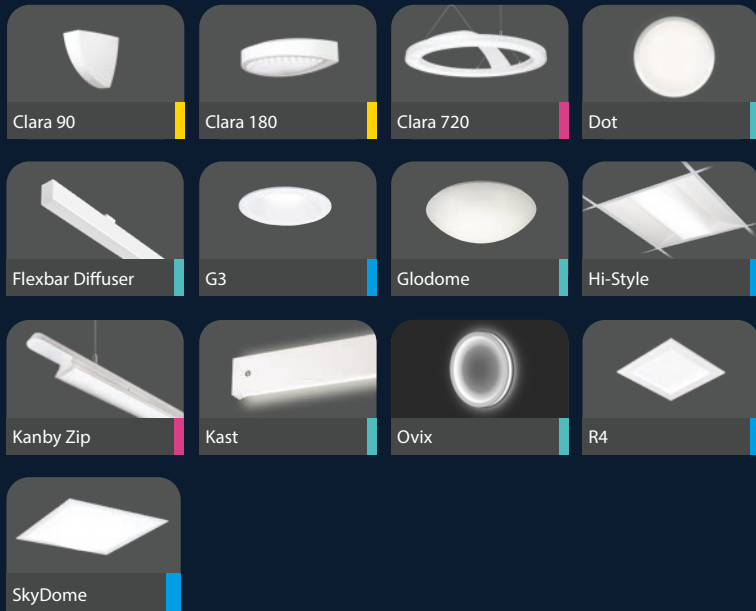 Clara 90
Clara 180
Clara 720
Dot
Flexbar Diffuser
G3
Glodome
Hi-Style
Kanby Zip
Kast
Ovix
R4
SkyDome